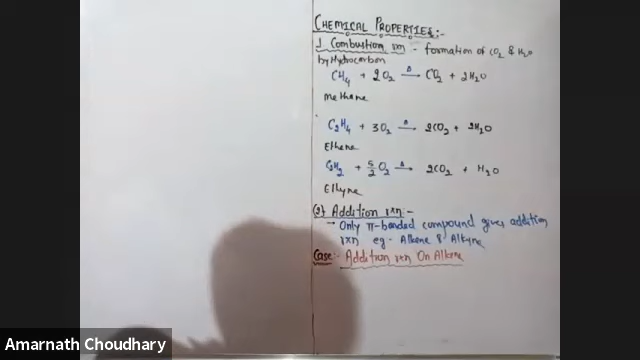 CHEMICAL PROPERTIES:-
1 Combustion rxn - formation of CO2 & H2O
by Hydrocarbon
CH4 + 2O2 —Δ→ CO2 + 2H2O
methane
C2H4 + 3O2 —Δ→ 2CO2 + 2H2O
Ethene
C2H2 + 5/2 O2 —Δ→ 2CO2 + H2O
Ethyne
(2) Addition rxn:-
→ Only π-bonded compound gives addition
rxn eg- Alkene & Alkyne
Case:- Addition rxn On Alkene
Amarnath Choudhary